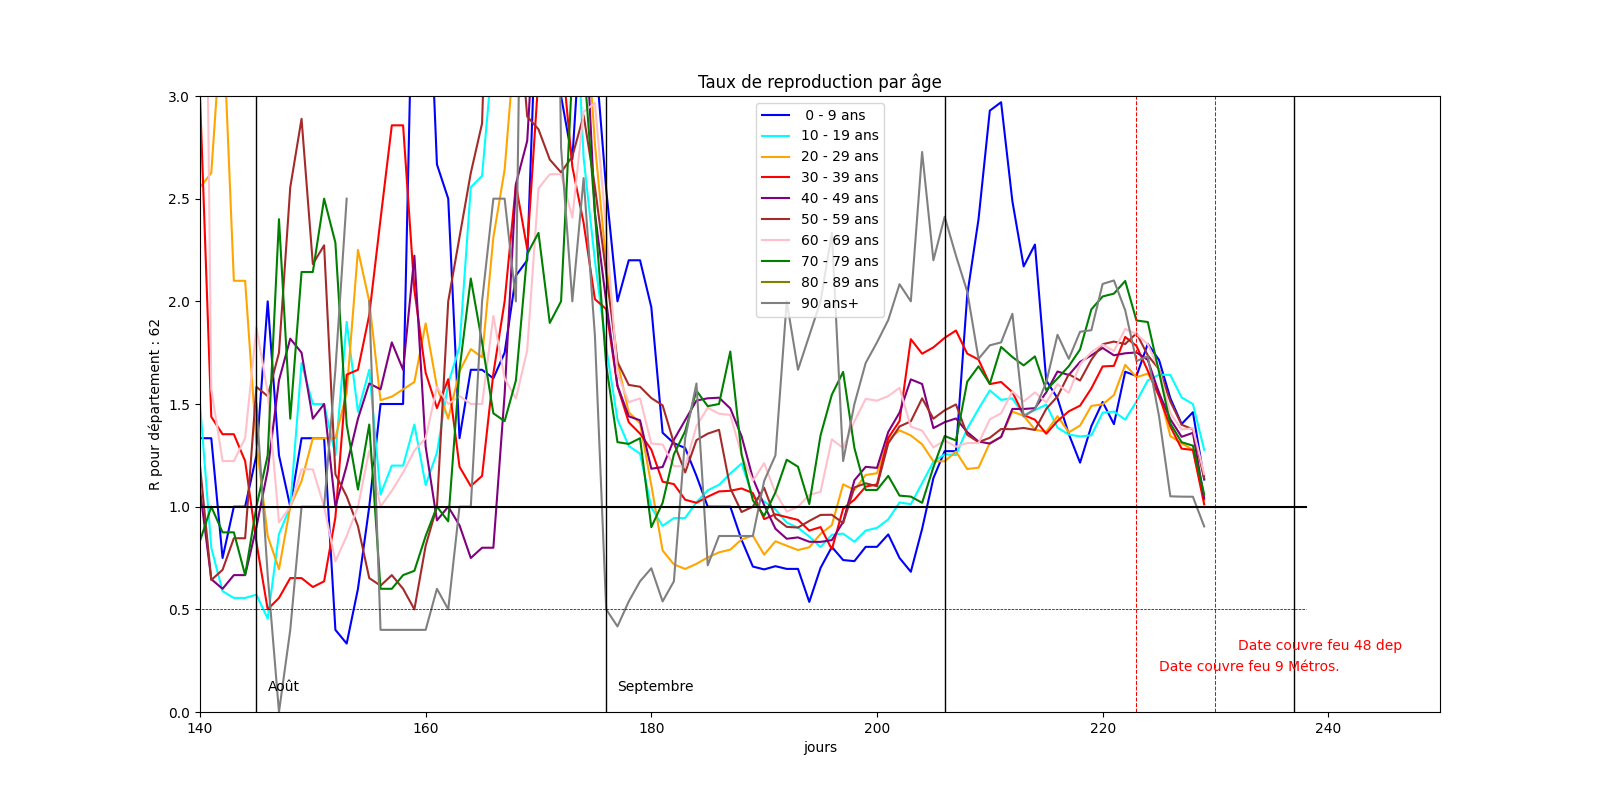 Taux de reproduction par âge
R pour département : 62
3.0
2.5
2.0
1.5
1.0
0.5
0.0
0 - 9 ans
10 - 19 ans
20 - 29 ans
30 - 39 ans
40 - 49 ans
50 - 59 ans
60 - 69 ans
70 - 79 ans
80 - 89 ans
90 ans+
Date couvre feu 48 dep
Date couvre feu 9 Métros.
Août
Septembre
140
160
180
200
220
240
jours